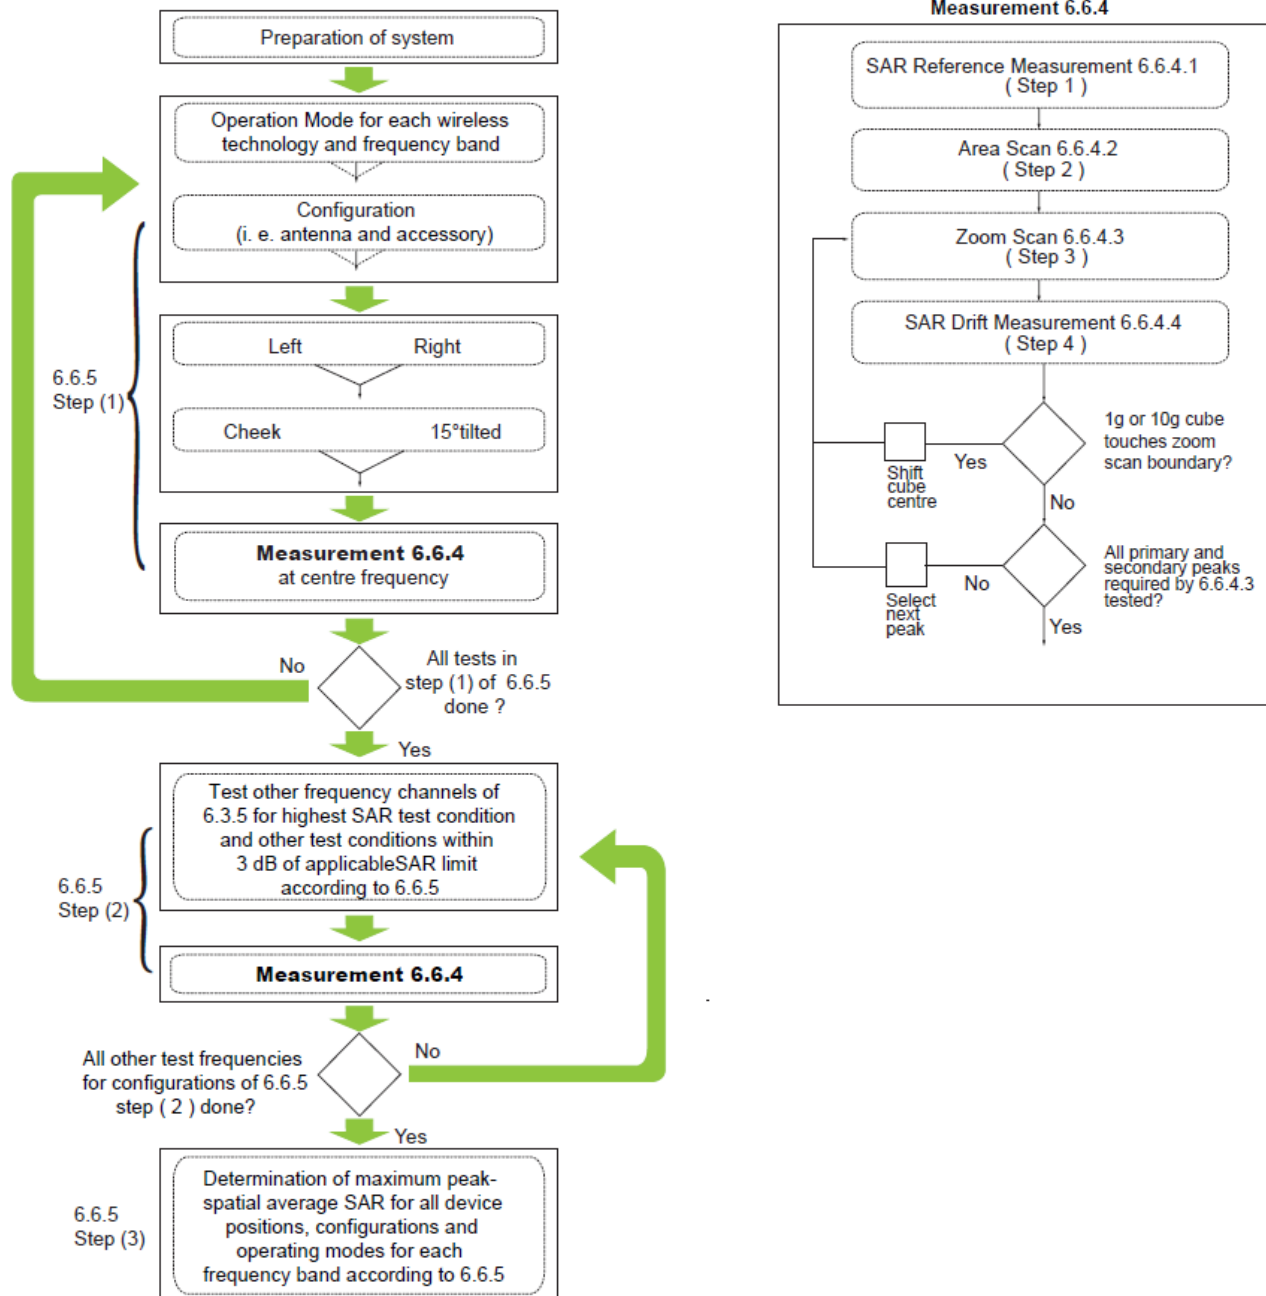 Preparation of system
Operation Mode for each wireless
technology and frequency band
Configuration
(i. e. antenna and accessory)
Left Right
6.6.5
Step (1)
Cheek 15°tilted
Measurement 6.6.4
at centre frequency
No
All tests in
step (1) of 6.6.5
done ?
Yes
Test other frequency channels of
6.3.5 for highest SAR test condition
and other test conditions within
3 dB of applicableSAR limit
according to 6.6.5
6.6.5
Step (2)
Measurement 6.6.4
All other test frequencies
for configurations of 6.6.5
step ( 2 ) done?
No
Yes
6.6.5
Step (3)
Determination of maximum peak-
spatial average SAR for all device
positions, configurations and
operating modes for each
frequency band according to 6.6.5
Measurement 6.6.4
SAR Reference Measurement 6.6.4.1
( Step 1 )
Area Scan 6.6.4.2
( Step 2 )
Zoom Scan 6.6.4.3
( Step 3 )
SAR Drift Measurement 6.6.4.4
( Step 4 )
1g or 10g cube
touches zoom
scan boundary?
Yes
Shift
cube
centre
No
All primary and
secondary peaks
required by 6.6.4.3
tested?
No
Select
next
peak
Yes